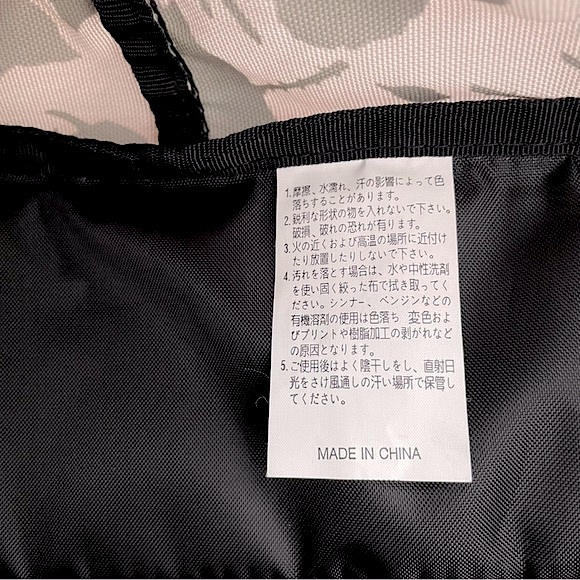 1. 摩擦、水濡れ、汗の影響によって色
落ちすることがあります。
2. 鋭利な形状の物を入れないで下さい。
破損、破れの恐れが有ります。
3. 火の近くおよび高温の場所に近付け
たり放置したりしないで下さい。
4. 汚れを落とす場合は、水や中性洗剤
を使い固く絞った布で拭き取ってく
ださい。シンナー、ベンジンなどの
有機溶剤の使用は色落ち 変色およ
びプリントや樹脂加工の剥がれなど
の原因となります。
5. ご使用後はよく陰干しをし、直射日
光をさけ風通しの汗い場所で保管し
てください。
MADE IN CHINA